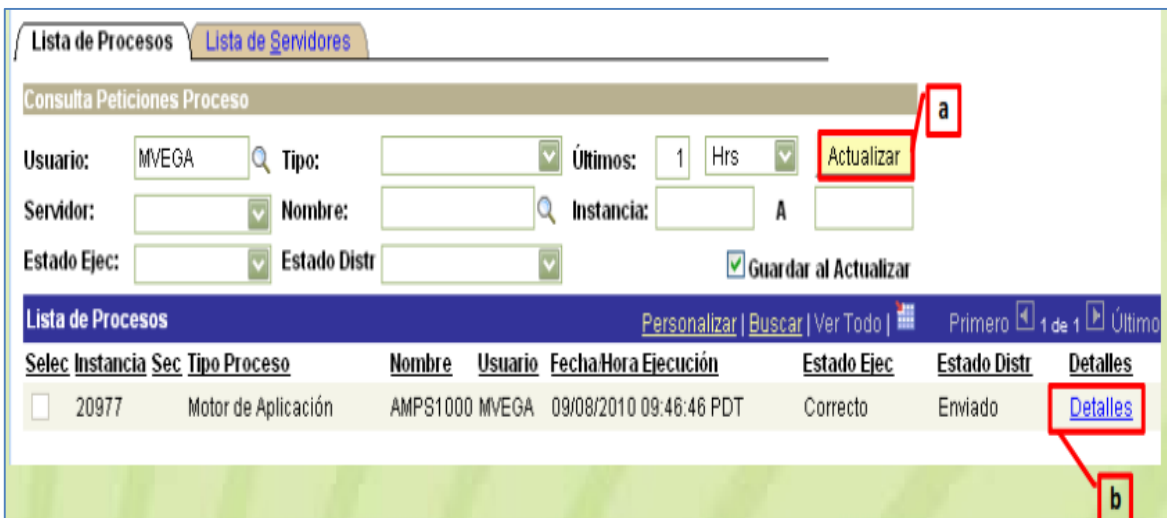 Lista de Procesos Lista de Servidores
Consulta Peticiones Proceso
a
Usuario: MVEGA Tipo: Últimos: 1 Hrs Actualizar
Servidor: Nombre: Instancia: A
Estado Ejec: Estado Distr Guardar al Actualizar
Lista de Procesos Personalizar | Buscar | Ver Todo | Primero 1 de 1 Último
Selec Instancia Sec Tipo Proceso Nombre Usuario Fecha/Hora Ejecución Estado Ejec Estado Distr Detalles
20977 Motor de Aplicación AMPS1000 MVEGA 09/08/2010 09:46:46 PDT Correcto Enviado Detalles
b